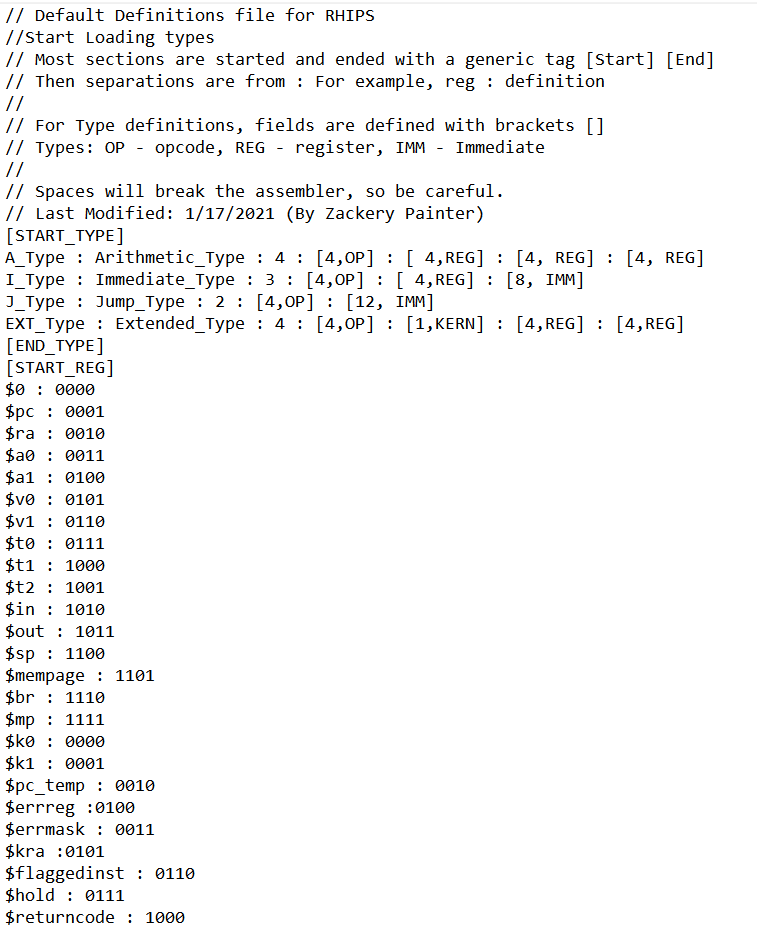 // Default Definitions file for RHIPS
//Start Loading types
// Most sections are started and ended with a generic tag [Start] [End]
// Then separations are from : For example, reg : definition
//
// For Type definitions, fields are defined with brackets []
// Types: OP - opcode, REG - register, IMM - Immediate
//
// Spaces will break the assembler, so be careful.
// Last Modified: 1/17/2021 (By Zackery Painter)
[START_TYPE]
A_Type : Arithmetic_Type : 4 : [4,OP] : [ 4,REG] : [4, REG] : [4, REG]
I_Type : Immediate_Type : 3 : [4,OP] : [ 4,REG] : [8, IMM]
J_Type : Jump_Type : 2 : [4,OP] : [12, IMM]
EXT_Type : Extended_Type : 4 : [4,OP] : [1,KERN] : [4,REG] : [4,REG]
[END_TYPE]
[START_REG]
$0 : 0000
$pc : 0001
$ra : 0010
$a0 : 0011
$a1 : 0100
$v0 : 0101
$v1 : 0110
$t0 : 0111
$t1 : 1000
$t2 : 1001
$in : 1010
$out : 1011
$sp : 1100
$mempage : 1101
$br : 1110
$mp : 1111
$k0 : 0000
$k1 : 0001
$pc_temp : 0010
$errreg :0100
$errmask : 0011
$kra :0101
$flaggedinst : 0110
$hold : 0111
$returncode : 1000